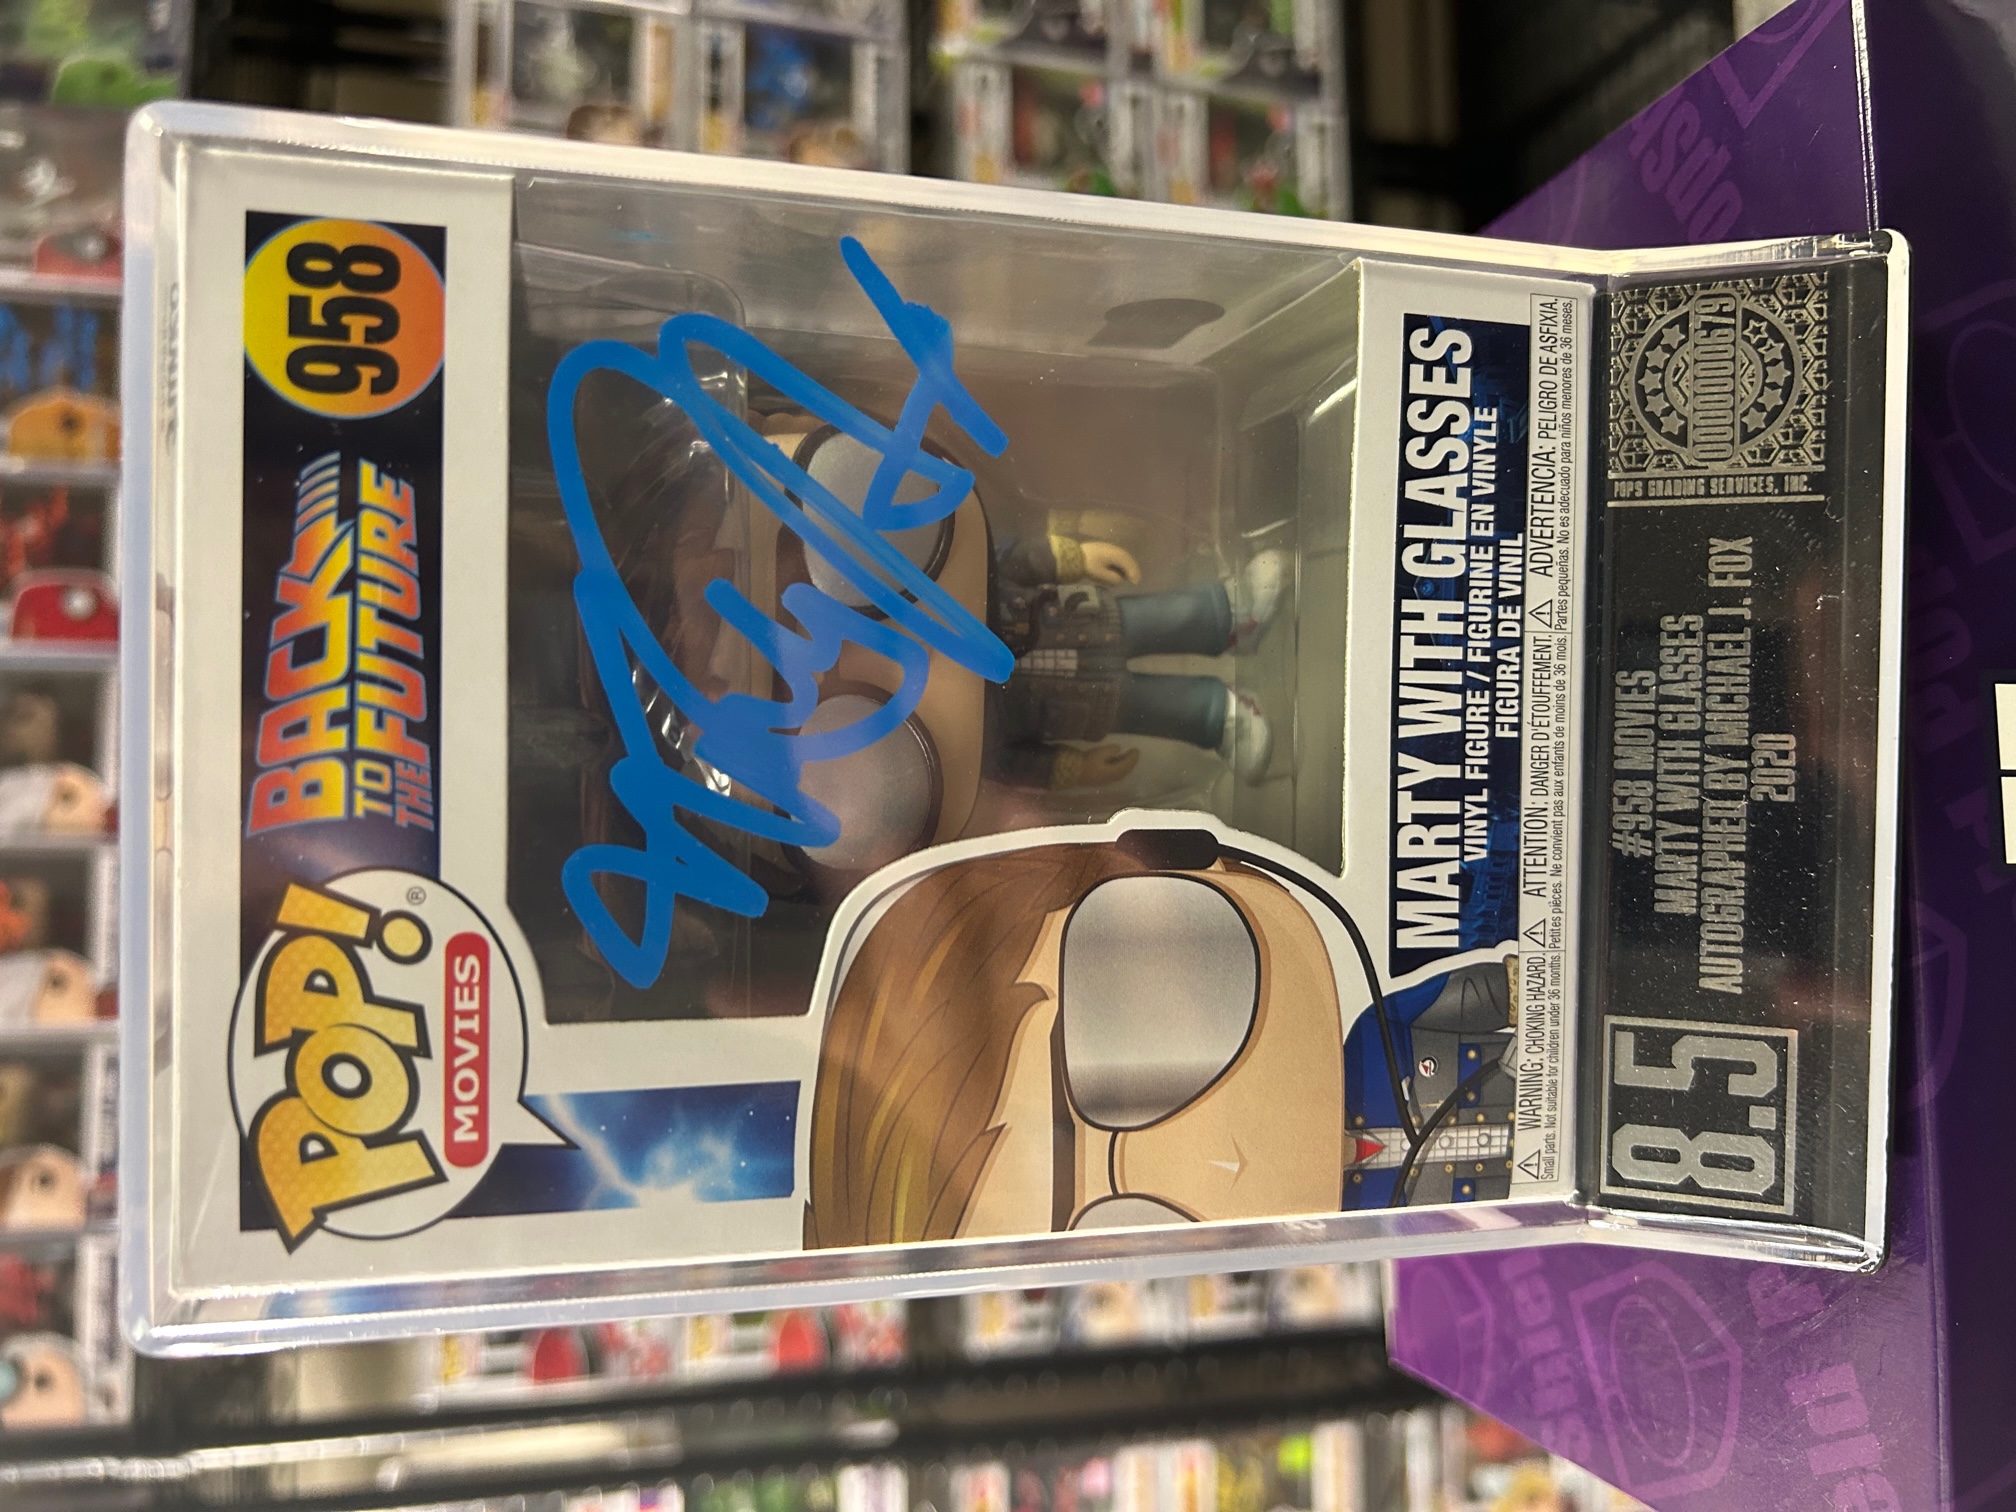 BACK
TO
THE FUTURE
958
POP!®
MOVIES
MARTY WITH GLASSES
VINYL FIGURE / FIGURINE EN VINYLE
FIGURA DE VINIL
⚠ WARNING: CHOKING HAZARD.
Small parts. Not suitable for children under 36 months.
⚠ ATTENTION: DANGER D'ÉTOUFFEMENT.
Petites pièces. Ne convient pas aux enfants de moins de 36 mois.
⚠ ADVERTENCIA: PELIGRO DE ASFIXIA.
Partes pequeñas. No es adecuado para niños menores de 36 meses.
8.5
#958 MOVIES
MARTY WITH GLASSES
AUTOGRAPHED BY MICHAEL J. FOX
2020
0000000679
POPS GRADING SERVICES, INC.